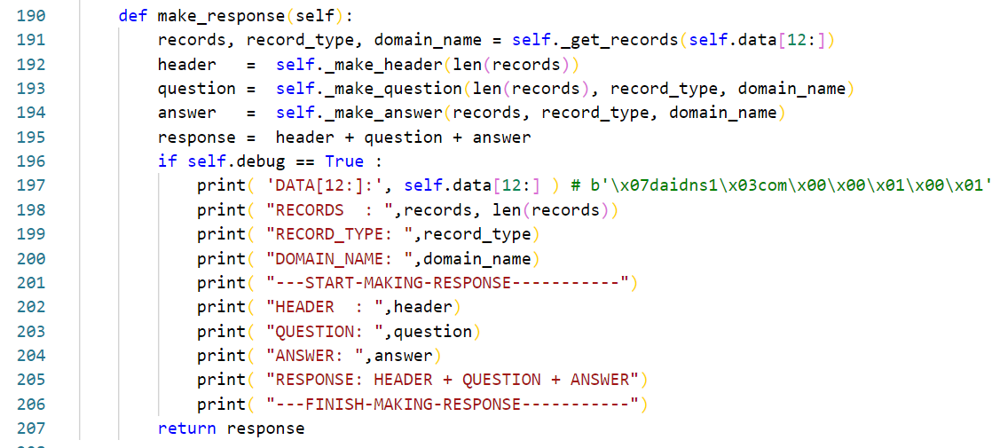 190 def make_response(self):
191 records, record_type, domain_name = self._get_records(self.data[12:])
192 header   =  self._make_header(len(records))
193 question =  self._make_question(len(records), record_type, domain_name)
194 answer   =  self._make_answer(records, record_type, domain_name)
195 response =  header + question + answer
196 if self.debug == True :
197 print( 'DATA[12:]:', self.data[12:] ) # b'\x07daidns1\x03com\x00\x00\x01\x00\x01'
198 print( "RECORDS  : ",records, len(records))
199 print( "RECORD_TYPE: ",record_type)
200 print( "DOMAIN_NAME: ",domain_name)
201 print( "---START-MAKING-RESPONSE-----------")
202 print( "HEADER  : ",header)
203 print( "QUESTION: ",question)
204 print( "ANSWER: ",answer)
205 print( "RESPONSE: HEADER + QUESTION + ANSWER")
206 print( "---FINISH-MAKING-RESPONSE-----------")
207 return response